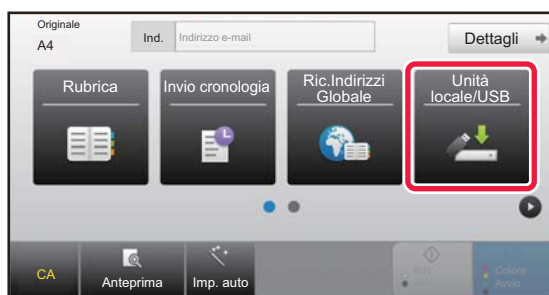 Originale
A4
Ind.
Indirizzo e-mail
Dettagli
Rubrica
Invio cronologia
Ric.Indirizzi
Globale
Unità
locale/USB
CA
Anteprima
Imp. auto
B/N
Avvio
Colore
Avvio